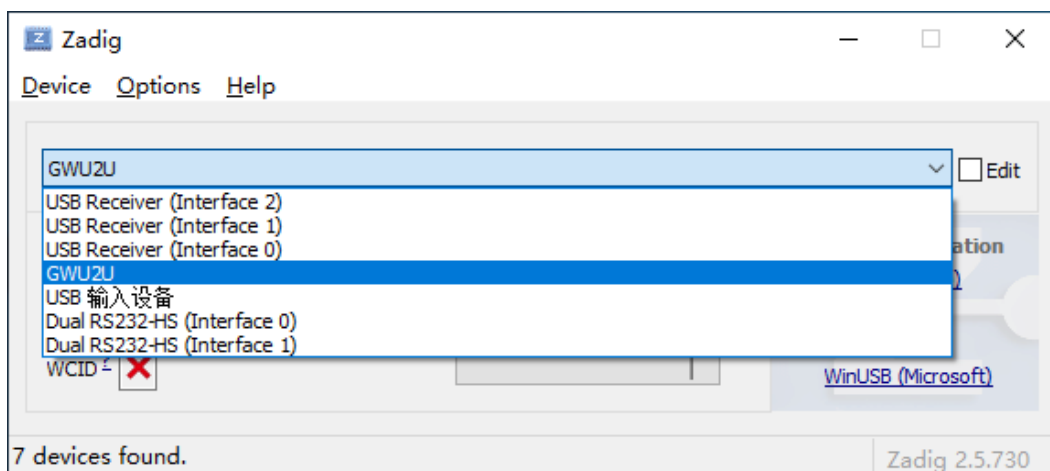 Zadig
Device Options Help
GWU2U
Edit
USB Receiver (Interface 2)
USB Receiver (Interface 1)
USB Receiver (Interface 0)
GWU2U
USB 输入设备
Dual RS232-HS (Interface 0)
Dual RS232-HS (Interface 1)
WCID ?
WinUSB (Microsoft)
7 devices found.
Zadig 2.5.730